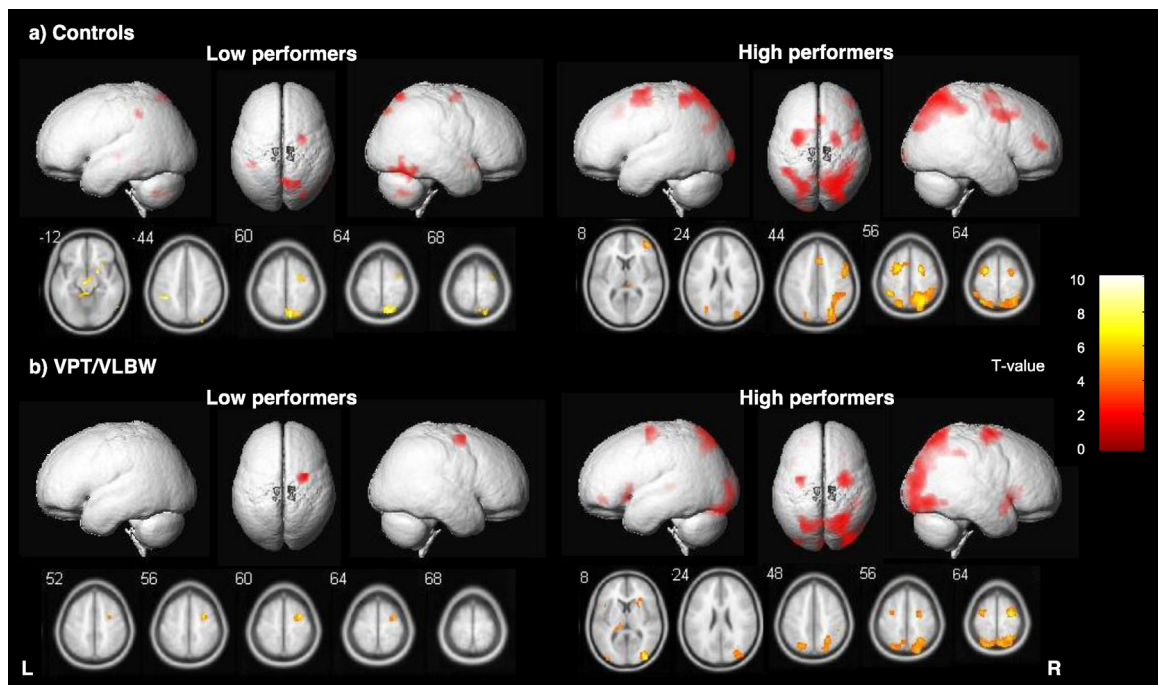 a) Controls
Low performers
High performers
-12 -44 60 64 68
8 24 44 56 64
10
8
6
4
2
0
T-value
b) VPT/VLBW
Low performers
High performers
52 56 60 64 68
8 24 48 56 64
L
R